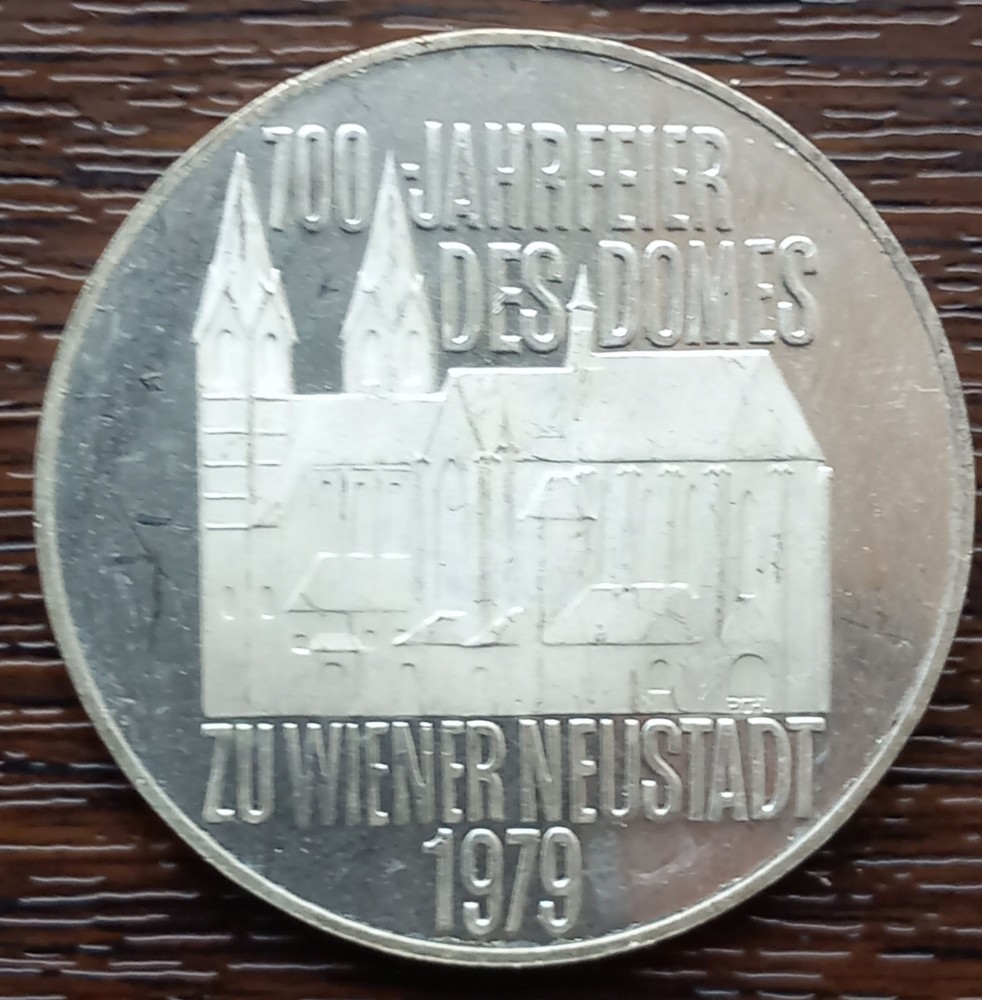 700-JAHRFEIER
DES DOMES
ZU WIENER NEUSTADT
1979